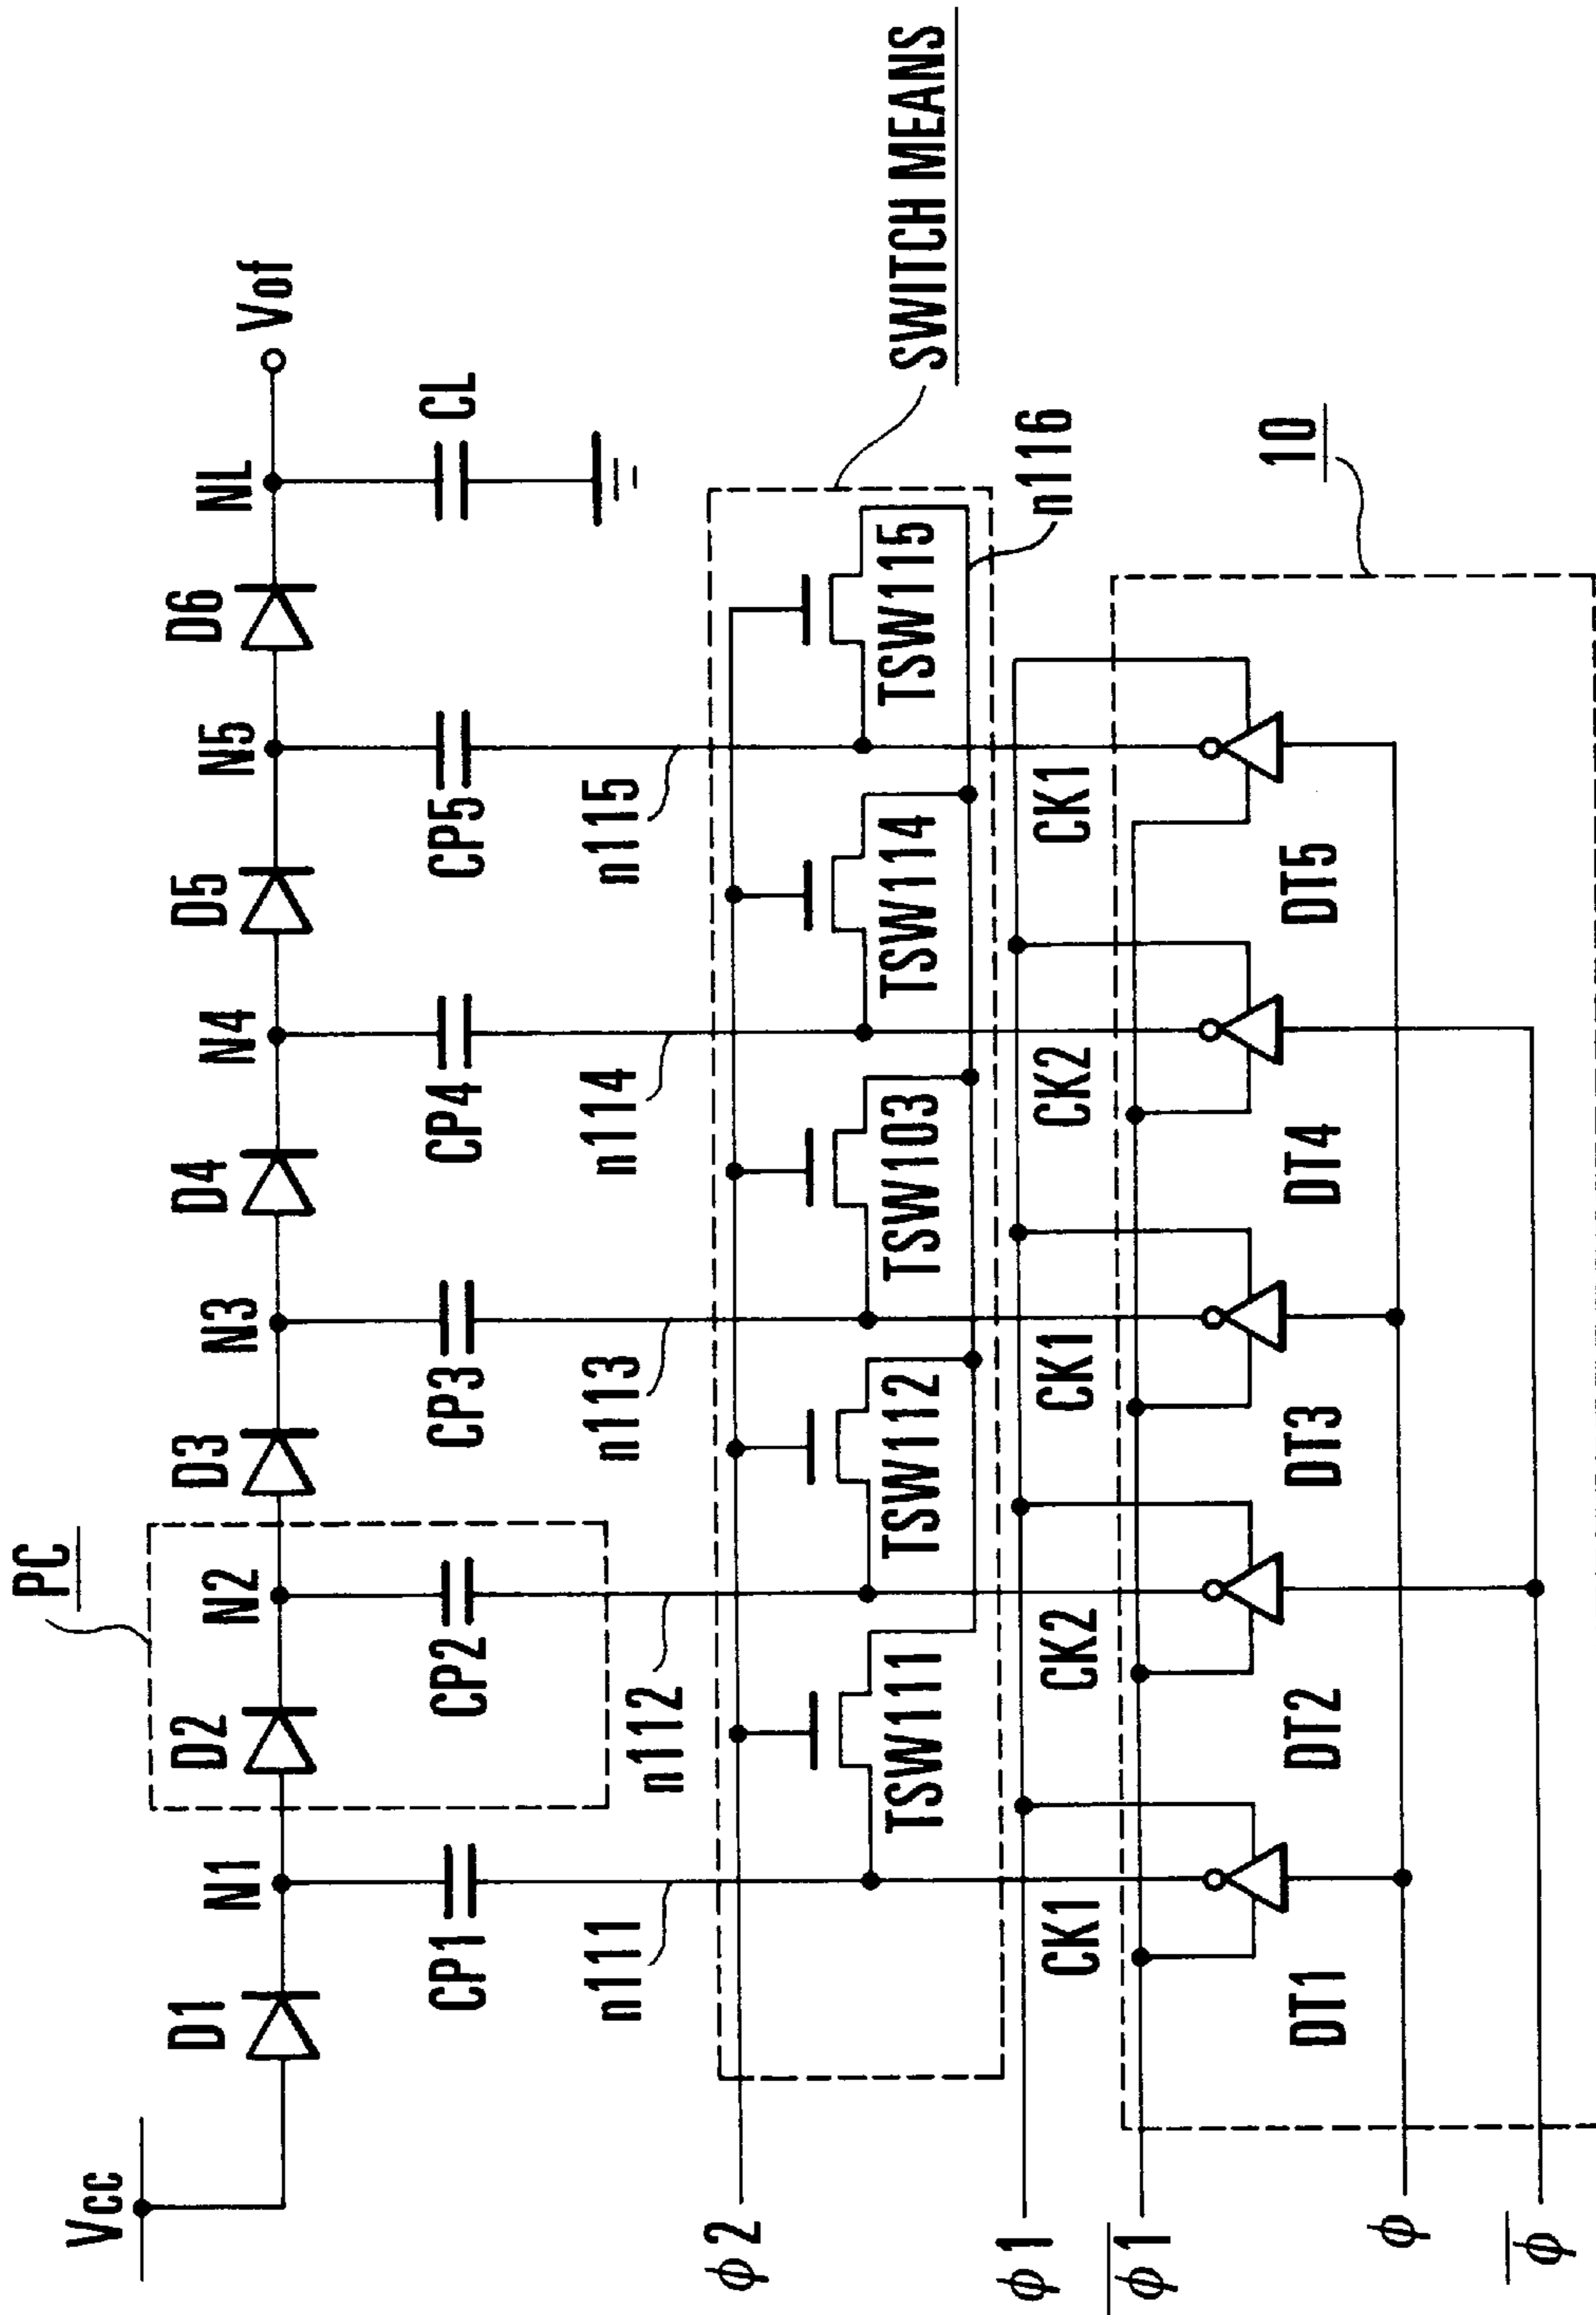 PC
Vcc
D1
N1
D2
N2
D3
N3
D4
N4
D5
N5
D6
NL
Vof
CP1
CP2
CP3
CP4
CP5
CL
n111
n112
n113
n114
n115
SWITCH MEANS
ϕ2
TSW111
TSW112
TSW103
TSW114
TSW115
n116
ϕ1
CK1
CK2
CK1
CK2
CK1
ϕ̅1̅
10
DT1
DT2
DT3
DT4
DT5
ϕ
ϕ̅